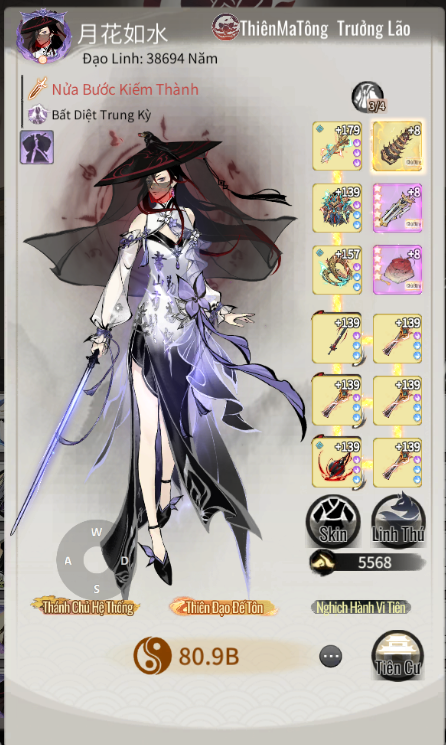 月花如水
ThiênMaTông Trưởng Lão
Đạo Linh: 38694 Năm
Nửa Bước Kiếm Thành
Bất Diệt Trung Kỳ
3/4
+179 +8
+139 +8
+157 +8
+139 +139
+139 +139
+139 +139
W
A D
S
Skin Linh Thú
5568
Thánh Chủ Hệ Thống Thiên Đạo Đế Tôn Nghịch Hành Vi Tiên
80.9B
Tiên Cư